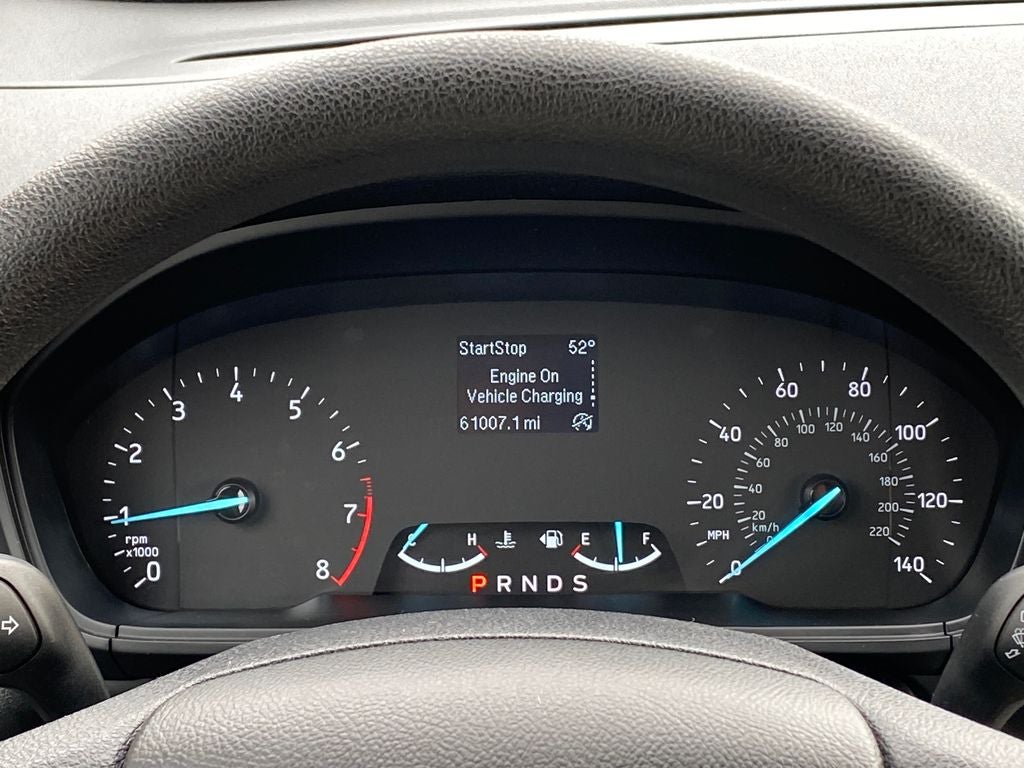 StartStop 52°
Engine On
Vehicle Charging
61007.1 mi
0 1 2 3 4 5 6 7 8
rpm
x1000
C H
E F
P R N D S
0 20 40 60 80 100 120 140
MPH
20 40 60 80 100 120 140 160 180 200 220
km/h